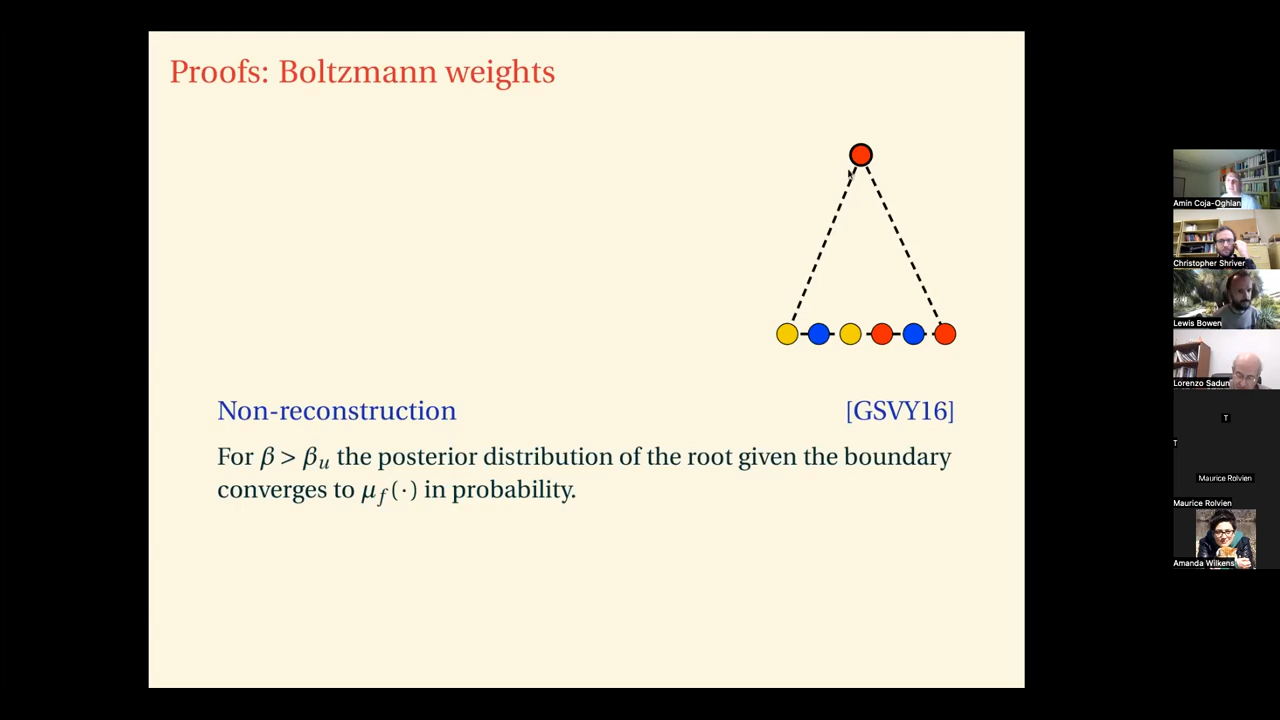 Proofs: Boltzmann weights
Non-reconstruction [GSVY16]
For β > βᵤ the posterior distribution of the root given the boundary
converges to μ_f(·) in probability.
Amin Coja-Oghlan
Christopher Shriver
Lewis Bowen
Lorenzo Sadun
T
T
Maurice Rolvien
Maurice Rolvien
Amanda Wilkens